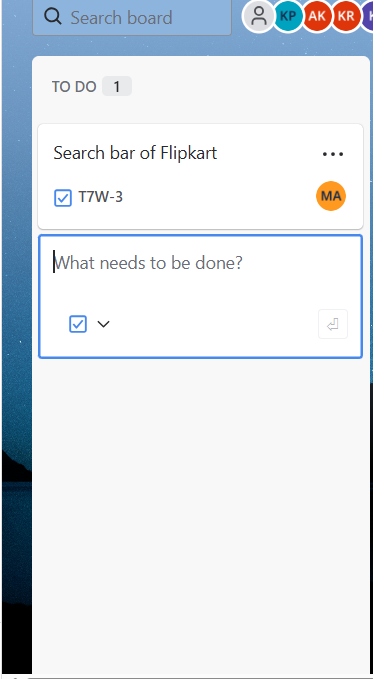 Search board
KP AK KR
TO DO 1
Search bar of Flipkart
T7W-3 MA
What needs to be done?